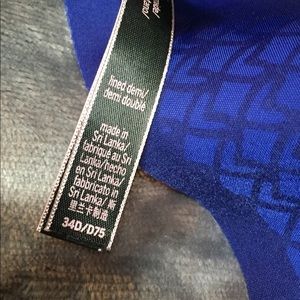 lined demi/
demi doublé
made in
Sri Lanka/
fabriqué au Sri
Lanka/hecho
en Sri Lanka/
fabbricato in
Sri Lanka/ 斯
里兰卡制造
34D/D75